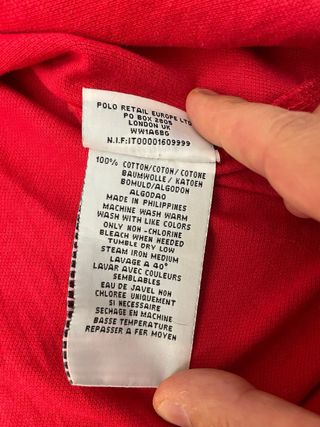 POLO RETAIL EUROPE LTD
PO BOX 2805
LONDON UK
WW1A6BG
N.I.F:IT00001609999
100% COTTON/COTON/COTONE
BAUMWOLLE/KATOEN
BOMULD/ALGODON
ALGODAO
MADE IN PHILIPPINES
MACHINE WASH WARM
WASH WITH LIKE COLORS
ONLY NON-CHLORINE
BLEACH WHEN NEEDED
TUMBLE DRY LOW
STEAM IRON MEDIUM
LAVAGE A 40°
LAVAR AVEC COULEURS
SEMBLABLES
EAU DE JAVEL NON
CHLOREE UNIQUEMENT
SI NECESSAIRE
SECHAGE EN MACHINE
BASSE TEMPERATURE
REPASSER A FER MOYEN